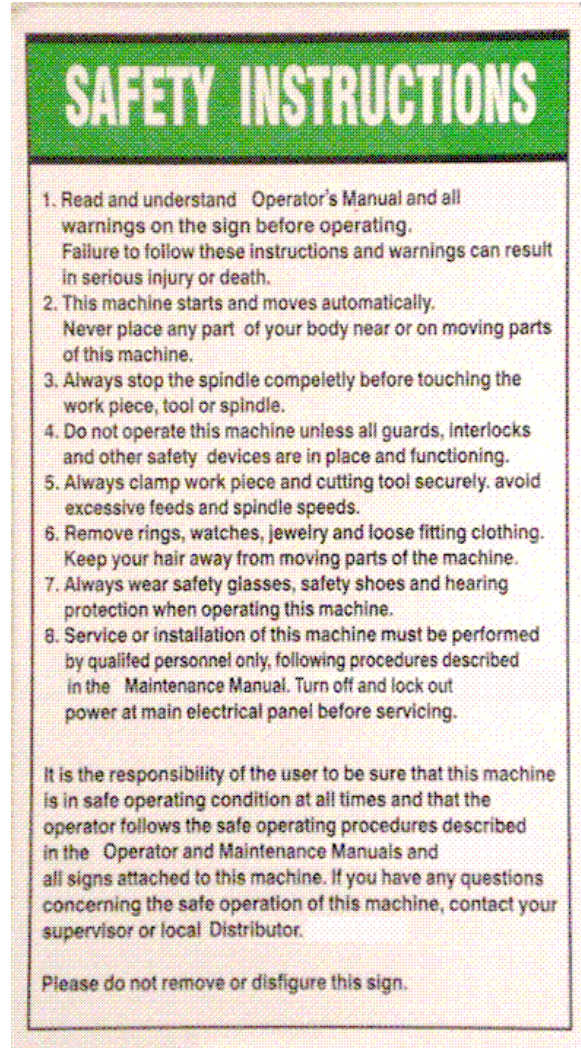 SAFETY INSTRUCTIONS
1. Read and understand Operator's Manual and all
warnings on the sign before operating.
Failure to follow these instructions and warnings can result
in serious injury or death.
2. This machine starts and moves automatically.
Never place any part of your body near or on moving parts
of this machine.
3. Always stop the spindle compeletly before touching the
work piece, tool or spindle.
4. Do not operate this machine unless all guards, interlocks
and other safety devices are in place and functioning.
5. Always clamp work piece and cutting tool securely. avoid
excessive feeds and spindle speeds.
6. Remove rings, watches, jewelry and loose fitting clothing.
Keep your hair away from moving parts of the machine.
7. Always wear safety glasses, safety shoes and hearing
protection when operating this machine.
8. Service or installation of this machine must be performed
by qualifed personnel only, following procedures described
in the Maintenance Manual. Turn off and lock out
power at main electrical panel before servicing.
It is the responsibility of the user to be sure that this machine
is in safe operating condition at all times and that the
operator follows the safe operating procedures described
in the Operator and Maintenance Manuals and
all signs attached to this machine. If you have any questions
concerning the safe operation of this machine, contact your
supervisor or local Distributor.
Please do not remove or disfigure this sign.